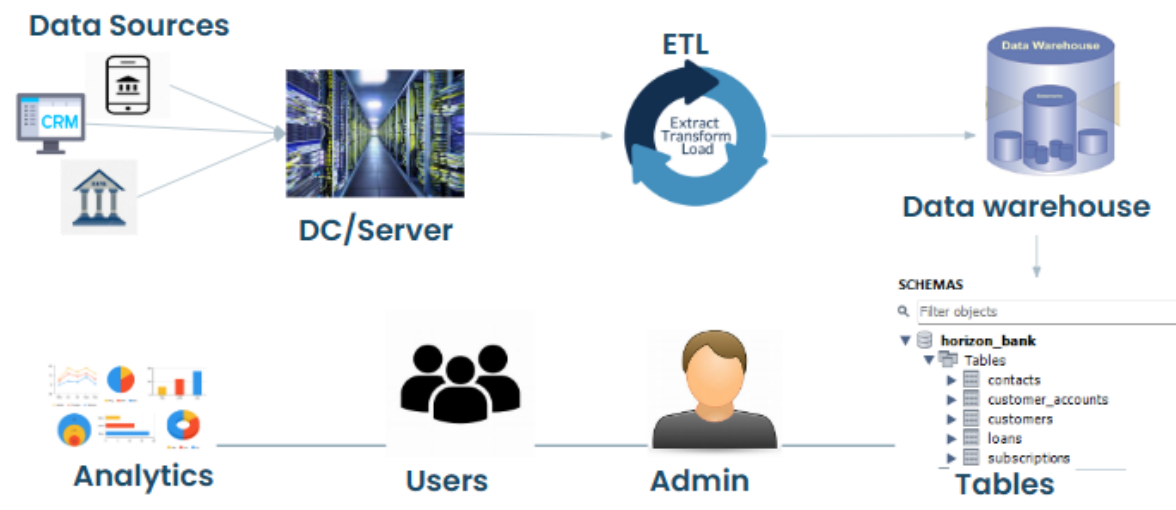 Data Sources
CRM
DC/Server
ETL
Extract
Transform
Load
Data Warehouse
Data warehouse
SCHEMAS
Filter objects
horizon_bank
Tables
contacts
customer_accounts
customers
loans
subscriptions
Tables
Admin
Users
Analytics